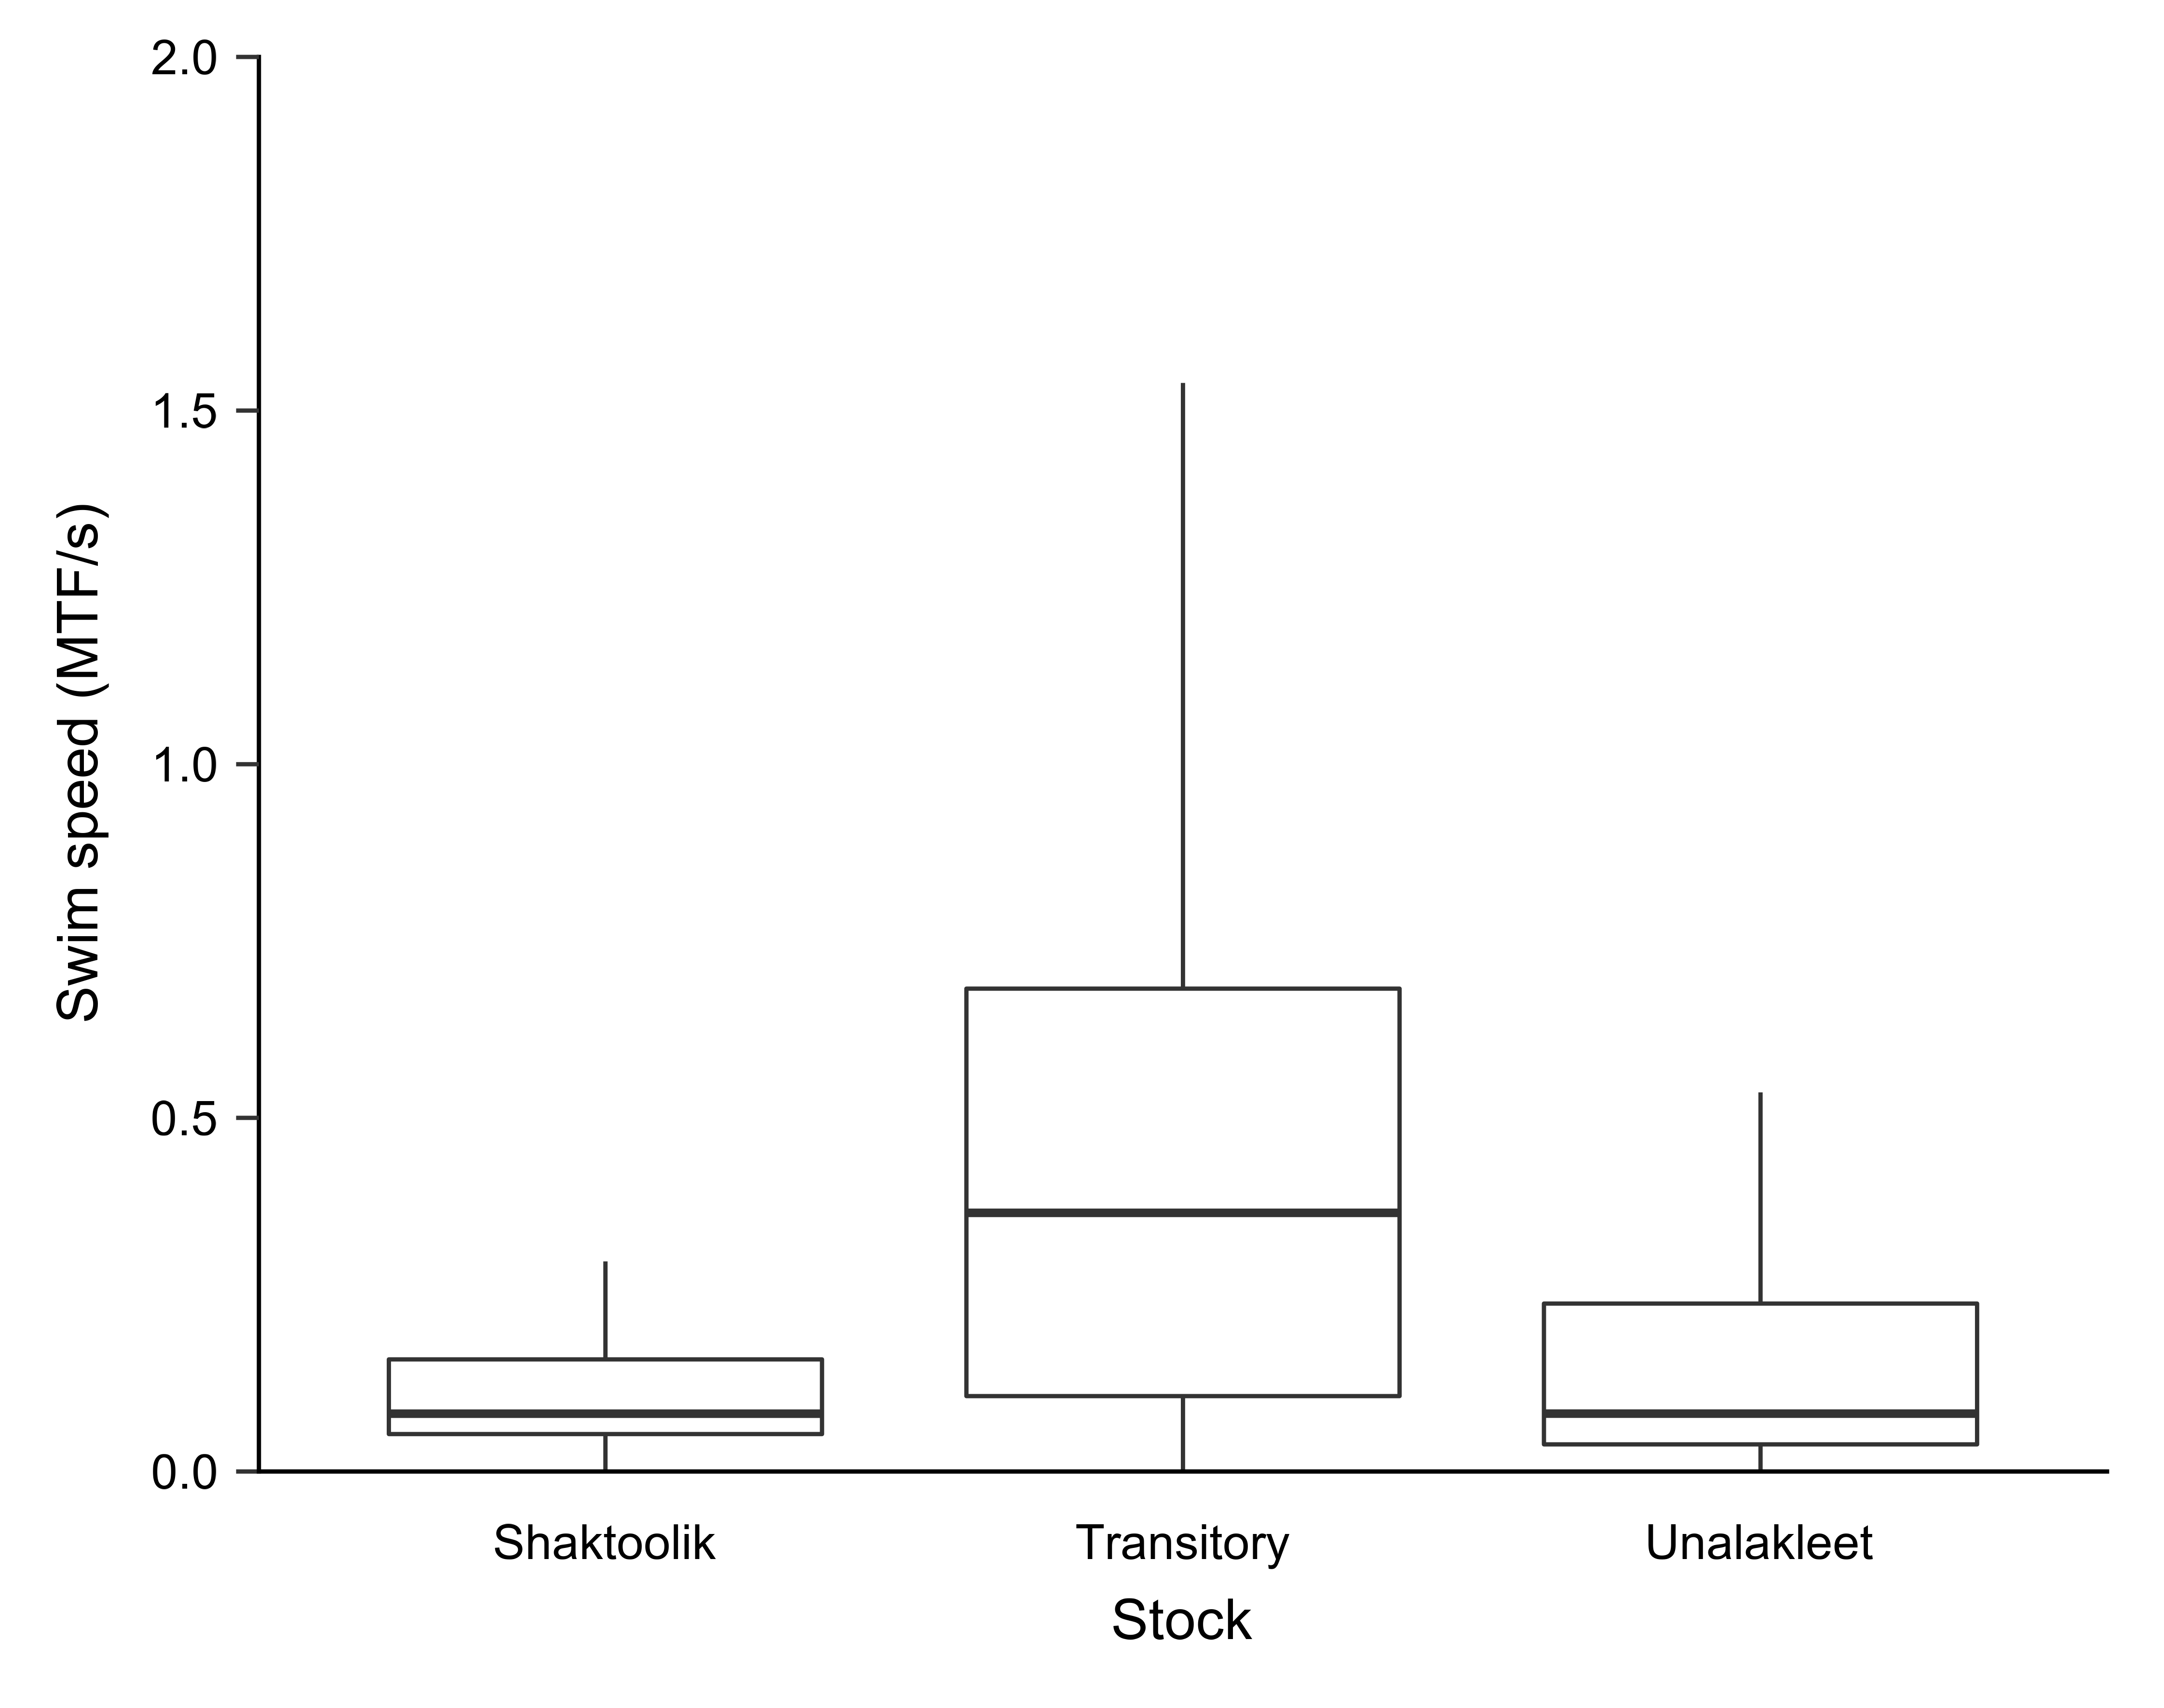 Swim speed (MTF/s)
2.0
1.5
1.0
0.5
0.0
Shaktoolik
Transitory
Unalakleet
Stock